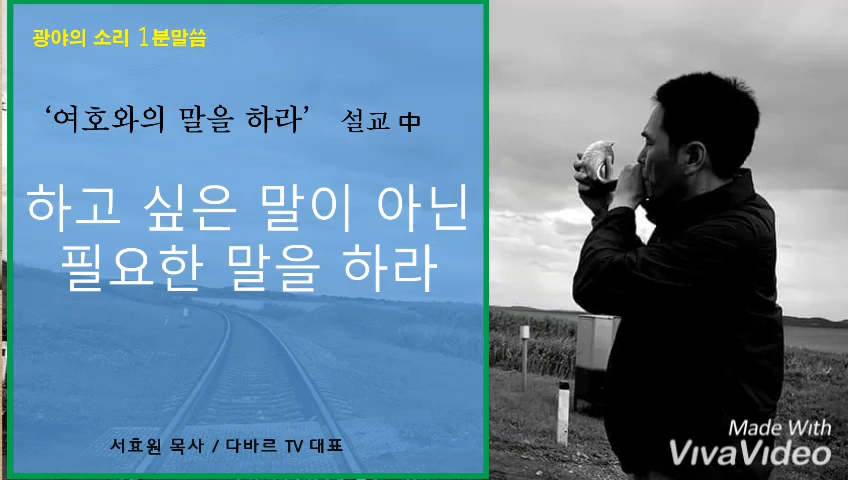 광야의 소리 1분말씀
‘여호와의 말을 하라’ 설교 中
하고 싶은 말이 아닌
필요한 말을 하라
서효원 목사 / 다바르 TV 대표
Made With
VivaVideo